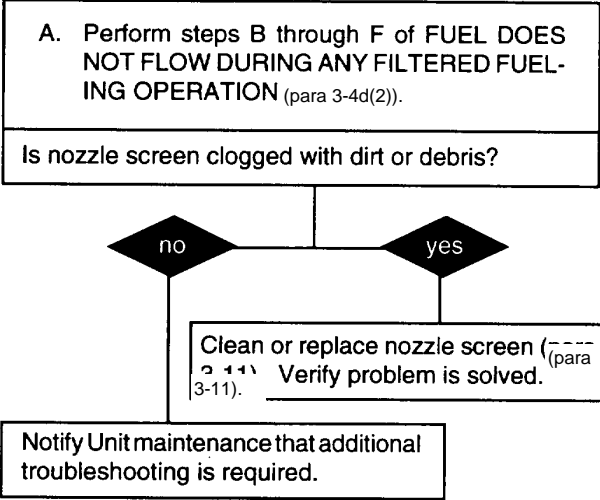 A. Perform steps B through F of FUEL DOES
NOT FLOW DURING ANY FILTERED FUEL-
ING OPERATION (para 3-4d(2)).
Is nozzle screen clogged with dirt or debris?
no
yes
Clean or replace nozzle screen (para
3-11). Verify problem is solved.
Notify Unit maintenance that additional
troubleshooting is required.